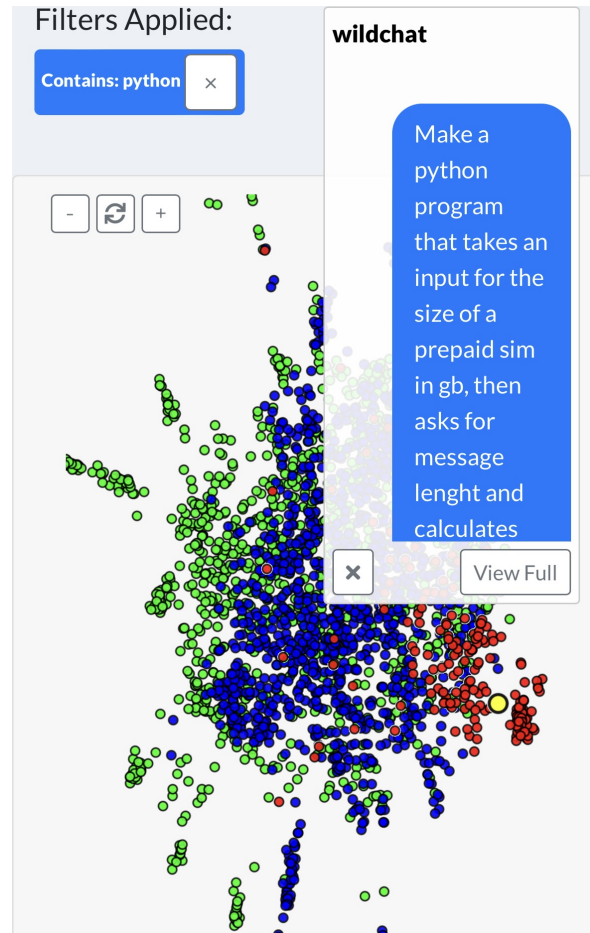 Filters Applied:
Contains: python ×
wildchat
Make a
python
program
that takes an
input for the
size of a
prepaid sim
in gb, then
asks for
message
lenght and
calculates
- +
× View Full